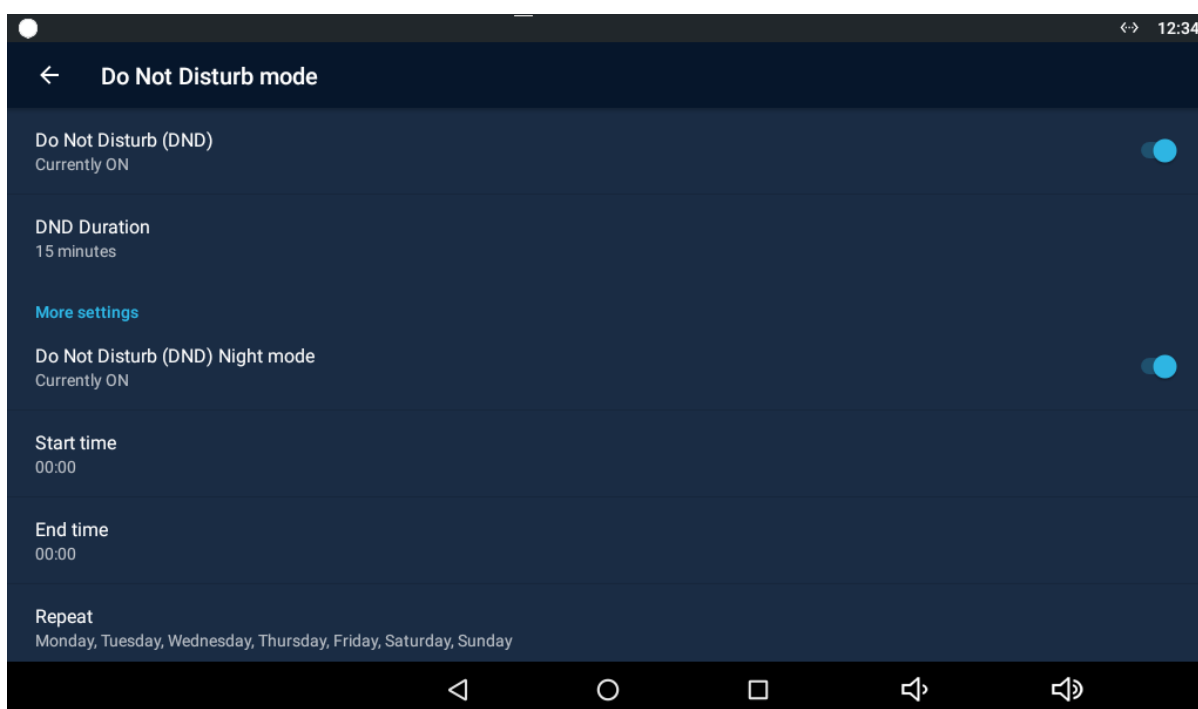 12:34
Do Not Disturb mode
Do Not Disturb (DND)
Currently ON
DND Duration
15 minutes
More settings
Do Not Disturb (DND) Night mode
Currently ON
Start time
00:00
End time
00:00
Repeat
Monday, Tuesday, Wednesday, Thursday, Friday, Saturday, Sunday